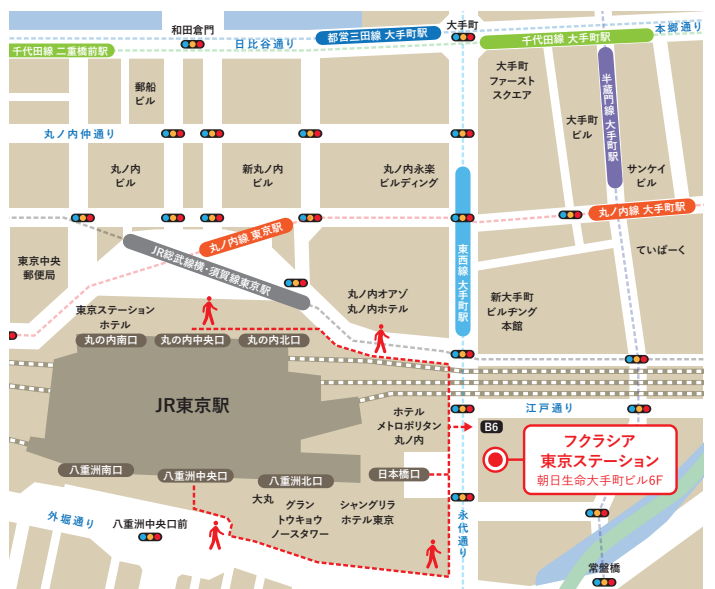 和田倉門
大手町
日比谷通り
都営三田線 大手町駅
本郷通り
千代田線 二重橋前駅
千代田線 大手町駅
郵船
ビル
大手町
ファースト
スクエア
半蔵門線 大手町駅
丸ノ内仲通り
大手町
ビル
丸ノ内
ビル
新丸ノ内
ビル
丸ノ内永楽
ビルディング
サンケイ
ビル
丸ノ内線 大手町駅
丸ノ内線 東京駅
東西線 大手町駅
JR総武線横・須賀線東京駅
ていぱーく
東京中央
郵便局
東京ステーション
ホテル
丸ノ内オアゾ
丸ノ内ホテル
新大手町
ビルヂング
本館
丸の内南口
丸の内中央口
丸の内北口
JR東京駅
ホテル
メトロポリタン
丸ノ内
江戸通り
B6
フクラシア
東京ステーション
朝日生命大手町ビル6F
八重洲南口
八重洲中央口
八重洲北口
日本橋口
大丸
グラン
トウキョウ
ノースタワー
シャングリラ
ホテル東京
永代通り
外堀通り
八重洲中央口前
常盤橋